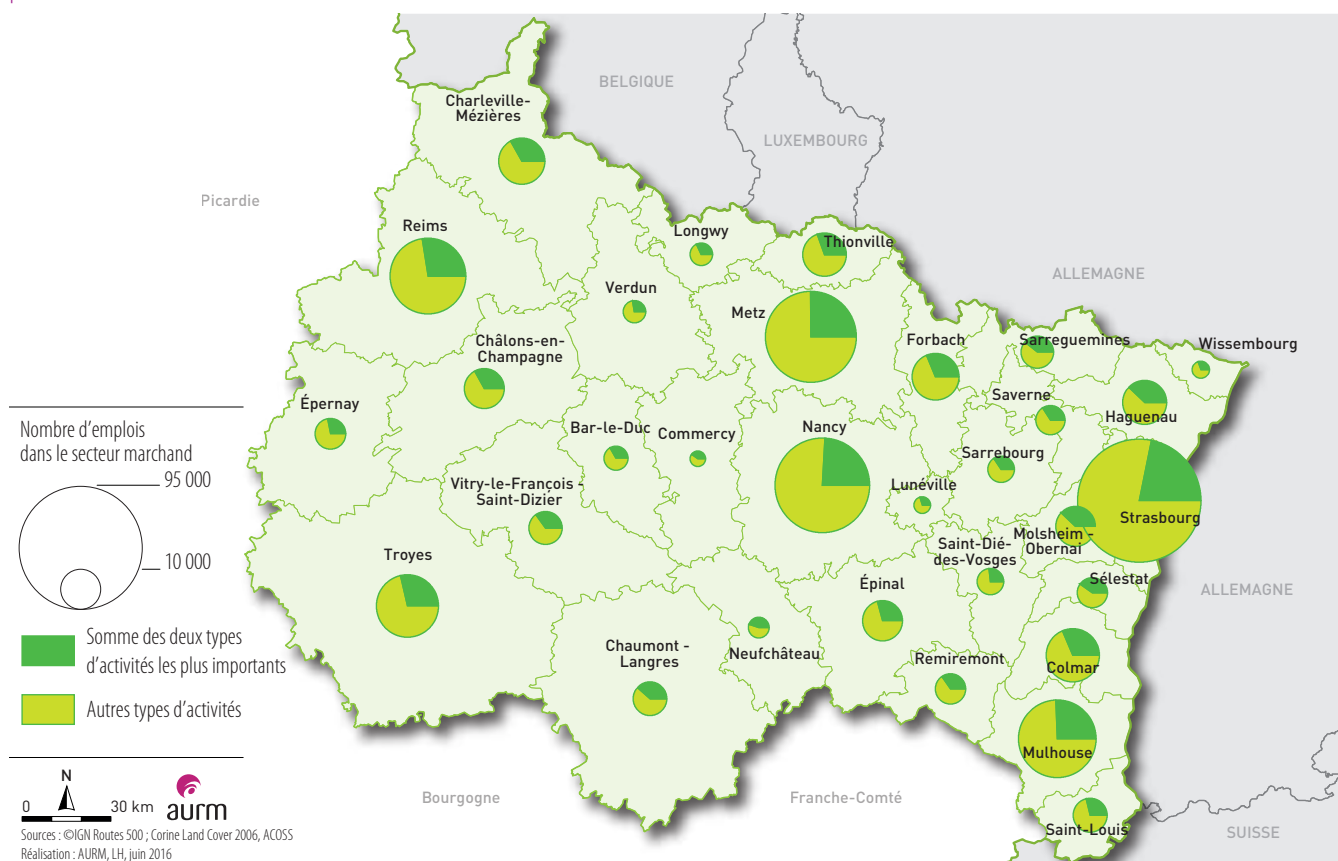 BELGIQUE
LUXEMBOURG
Picardie
ALLEMAGNE
Charleville-
Mézières
Reims
Longwy
Thionville
Verdun
Metz
Châlons-en-
Champagne
Forbach
Sarreguemines
Wissembourg
Saverne
Haguenau
Épernay
Bar-le-Duc
Commercy
Nancy
Sarrebourg
Vitry-le-François -
Saint-Dizier
Lunéville
Strasbourg
Molsheim -
Obernai
Troyes
Saint-Dié-
des-Vosges
Épinal
Sélestat
ALLEMAGNE
Chaumont -
Langres
Neufchâteau
Remiremont
Colmar
Mulhouse
Saint-Louis
Bourgogne
Franche-Comté
SUISSE
Nombre d'emplois
dans le secteur marchand
95 000
10 000
Somme des deux types
d'activités les plus importants
Autres types d'activités
N
0 30 km
aurm
Sources : ©IGN Routes 500 ; Corine Land Cover 2006, ACOSS
Réalisation : AURM, LH, juin 2016